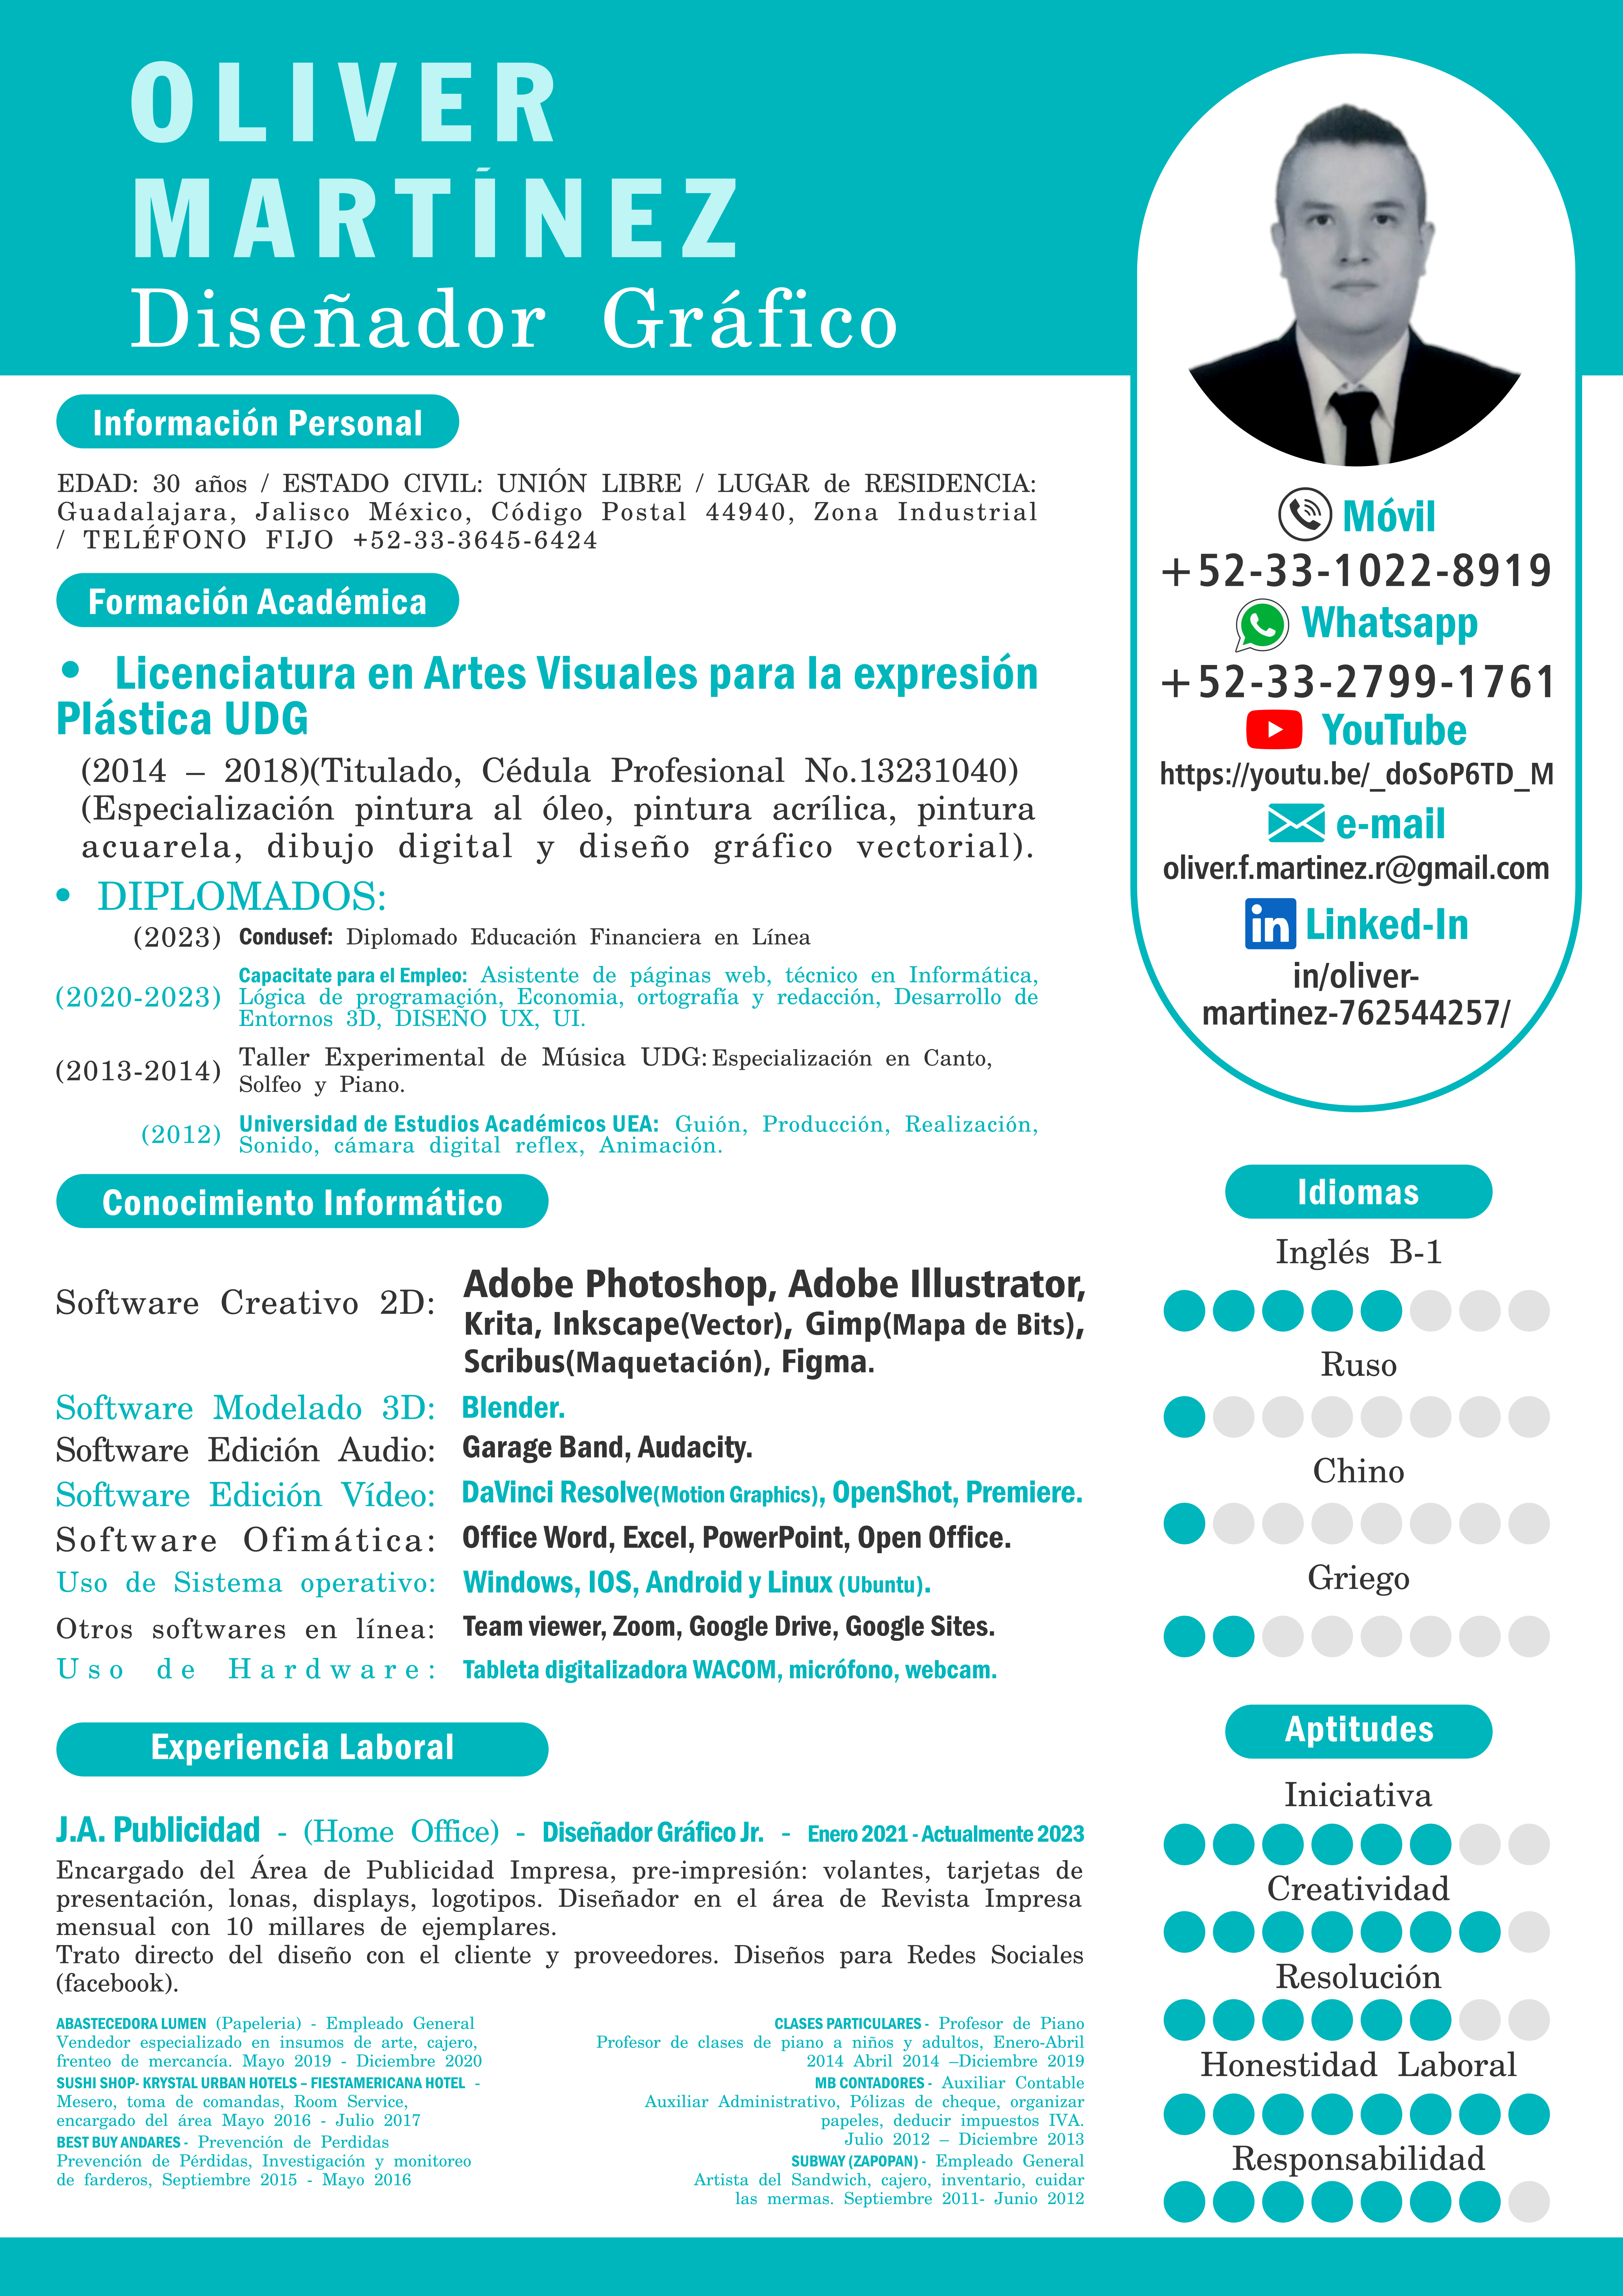 OLIVER
MARTÍNEZ
Diseñador Gráfico
Información Personal
EDAD: 30 años / ESTADO CIVIL: UNIÓN LIBRE / LUGAR de RESIDENCIA:
Guadalajara, Jalisco México, Código Postal 44940, Zona Industrial
/ TELÉFONO FIJO +52-33-3645-6424
Formación Académica
• Licenciatura en Artes Visuales para la expresión
Plástica UDG
(2014 – 2018)(Titulado, Cédula Profesional No.13231040)
(Especialización pintura al óleo, pintura acrílica, pintura
acuarela, dibujo digital y diseño gráfico vectorial).
• DIPLOMADOS:
(2023) Condusef: Diplomado Educación Financiera en Línea
(2020-2023) Capacitate para el Empleo: Asistente de páginas web, técnico en Informática,
Lógica de programación, Economia, ortografía y redacción, Desarrollo de
Entornos 3D, DISEÑO UX, UI.
(2013-2014) Taller Experimental de Música UDG: Especialización en Canto,
Solfeo y Piano.
(2012) Universidad de Estudios Académicos UEA: Guión, Producción, Realización,
Sonido, cámara digital reflex, Animación.
Conocimiento Informático
Software Creativo 2D: Adobe Photoshop, Adobe Illustrator,
Krita, Inkscape(Vector), Gimp(Mapa de Bits),
Scribus(Maquetación), Figma.
Software Modelado 3D: Blender.
Software Edición Audio: Garage Band, Audacity.
Software Edición Vídeo: DaVinci Resolve(Motion Graphics), OpenShot, Premiere.
Software Ofimática: Office Word, Excel, PowerPoint, Open Office.
Uso de Sistema operativo: Windows, IOS, Android y Linux (Ubuntu).
Otros softwares en línea: Team viewer, Zoom, Google Drive, Google Sites.
Uso de Hardware: Tableta digitalizadora WACOM, micrófono, webcam.
Experiencia Laboral
J.A. Publicidad - (Home Office) - Diseñador Gráfico Jr. - Enero 2021 - Actualmente 2023
Encargado del Área de Publicidad Impresa, pre-impresión: volantes, tarjetas de
presentación, lonas, displays, logotipos. Diseñador en el área de Revista Impresa
mensual con 10 millares de ejemplares.
Trato directo del diseño con el cliente y proveedores. Diseños para Redes Sociales
(facebook).
ABASTECEDORA LUMEN (Papeleria) - Empleado General
Vendedor especializado en insumos de arte, cajero,
frenteo de mercancía. Mayo 2019 - Diciembre 2020
SUSHI SHOP- KRYSTAL URBAN HOTELS – FIESTAMERICANA HOTEL -
Mesero, toma de comandas, Room Service,
encargado del área Mayo 2016 - Julio 2017
BEST BUY ANDARES - Prevención de Perdidas
Prevención de Pérdidas, Investigación y monitoreo
de farderos, Septiembre 2015 - Mayo 2016
CLASES PARTICULARES - Profesor de Piano
Profesor de clases de piano a niños y adultos, Enero-Abril
2014 Abril 2014 –Diciembre 2019
MB CONTADORES - Auxiliar Contable
Auxiliar Administrativo, Pólizas de cheque, organizar
papeles, deducir impuestos IVA.
Julio 2012 – Diciembre 2013
SUBWAY (ZAPOPAN) - Empleado General
Artista del Sandwich, cajero, inventario, cuidar
las mermas. Septiembre 2011- Junio 2012
Móvil
+52-33-1022-8919
Whatsapp
+52-33-2799-1761
YouTube
https://youtu.be/_doSoP6TD_M
e-mail
oliver.f.martinez.r@gmail.com
in Linked-In
in/oliver-
martinez-762544257/
Idiomas
Inglés B-1
Ruso
Chino
Griego
Aptitudes
Iniciativa
Creatividad
Resolución
Honestidad Laboral
Responsabilidad